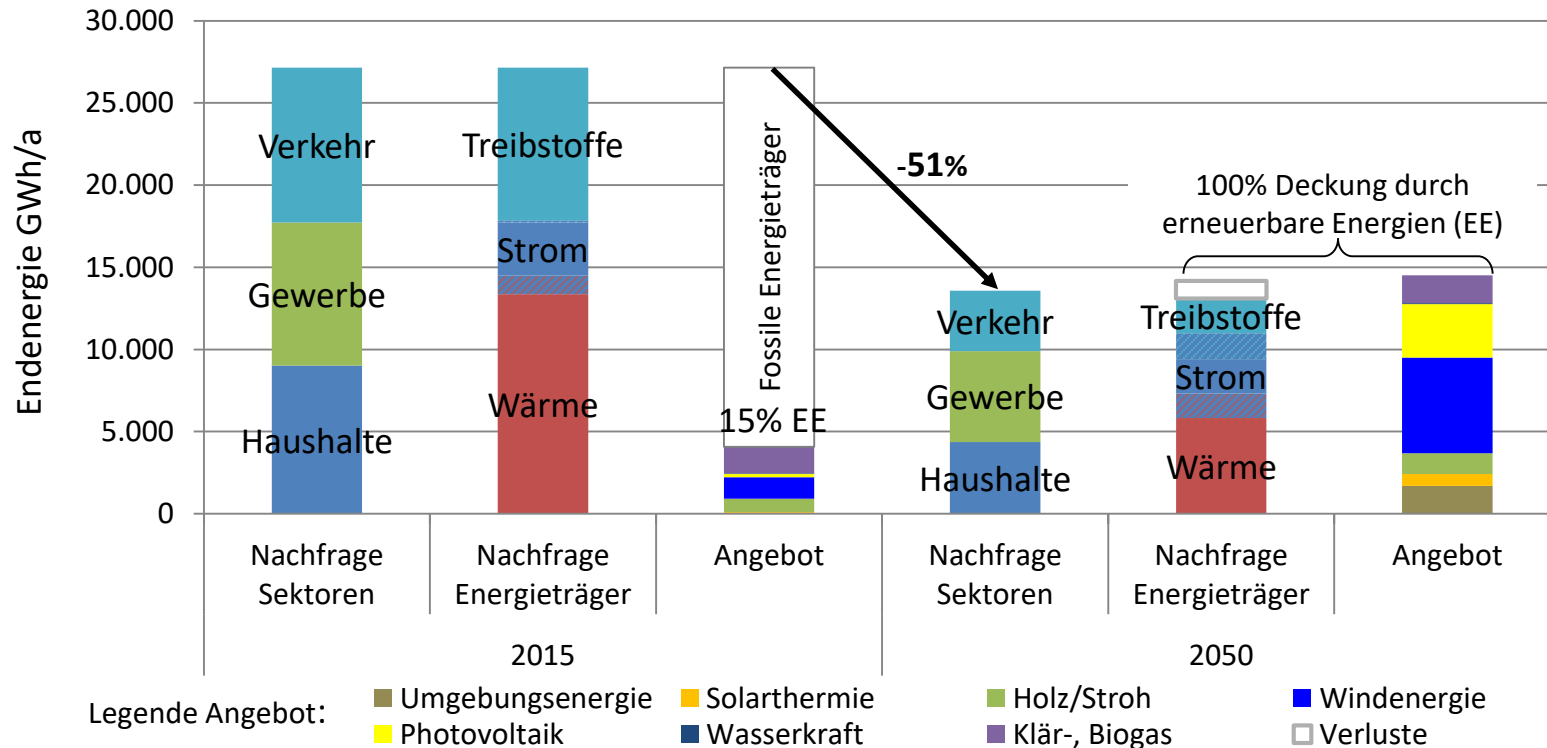 Endenergie GWh/a
30.000
25.000
20.000
15.000
10.000
5.000
0
Verkehr
Gewerbe
Haushalte
Treibstoffe
Strom
Wärme
Fossile Energieträger
15% EE
-51%
Verkehr
Gewerbe
Haushalte
100% Deckung durch
erneuerbare Energien (EE)
Treibstoffe
Strom
Wärme
Nachfrage
Sektoren
Nachfrage
Energieträger
Angebot
Nachfrage
Sektoren
Nachfrage
Energieträger
Angebot
2015
2050
Legende Angebot:
Umgebungsenergie Solarthermie Holz/Stroh Windenergie
Photovoltaik Wasserkraft Klär-, Biogas Verluste